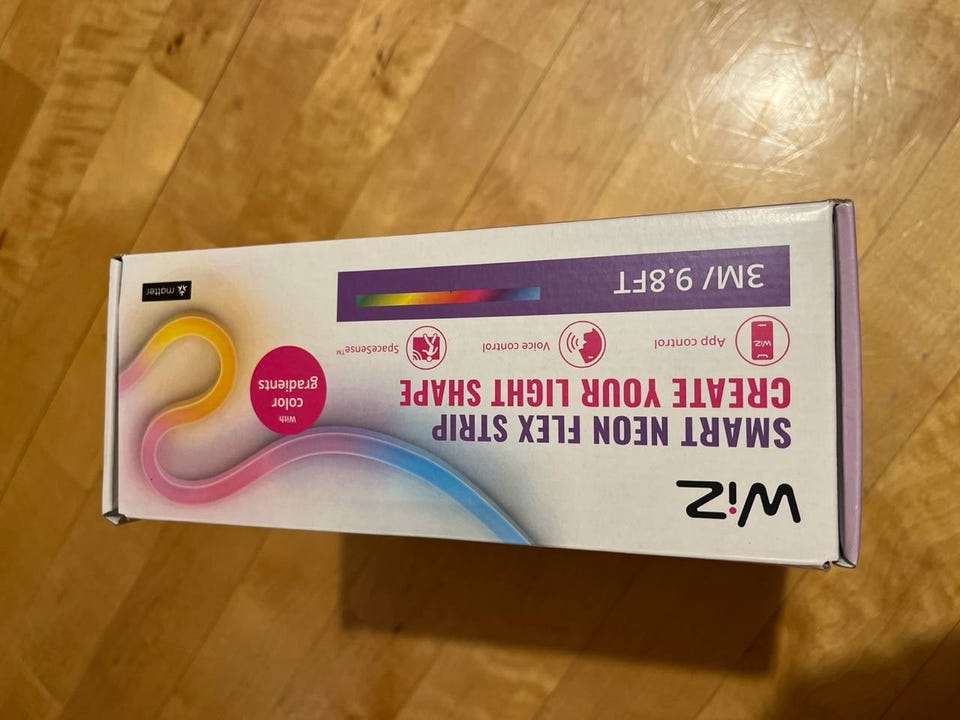 WiZ
SMART NEON FLEX STRIP
CREATE YOUR LIGHT SHAPE
WiZ
App control
Voice control
SpaceSense™
3M/ 9.8FT
With
color
gradients
matter